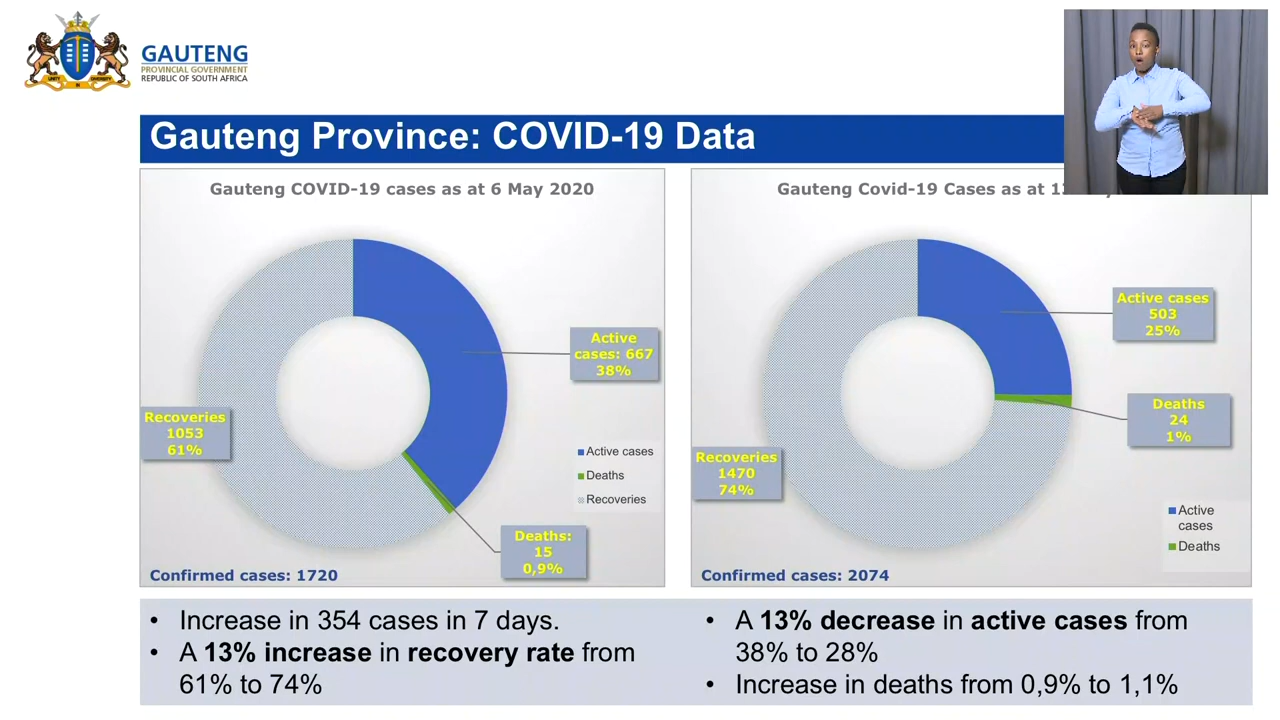 GAUTENG
PROVINCIAL GOVERNMENT
REPUBLIC OF SOUTH AFRICA
UNITY IN DIVERSITY
Gauteng Province: COVID-19 Data
Gauteng COVID-19 cases as at 6 May 2020
Active
cases: 667
38%
Recoveries
1053
61%
Active cases
Deaths
Recoveries
Deaths:
15
0,9%
Confirmed cases: 1720
Gauteng Covid-19 Cases as at
Active cases
503
25%
Deaths
24
1%
Recoveries
1470
74%
Active
cases
Deaths
Confirmed cases: 2074
• Increase in 354 cases in 7 days.
• A 13% increase in recovery rate from
61% to 74%
• A 13% decrease in active cases from
38% to 28%
• Increase in deaths from 0,9% to 1,1%